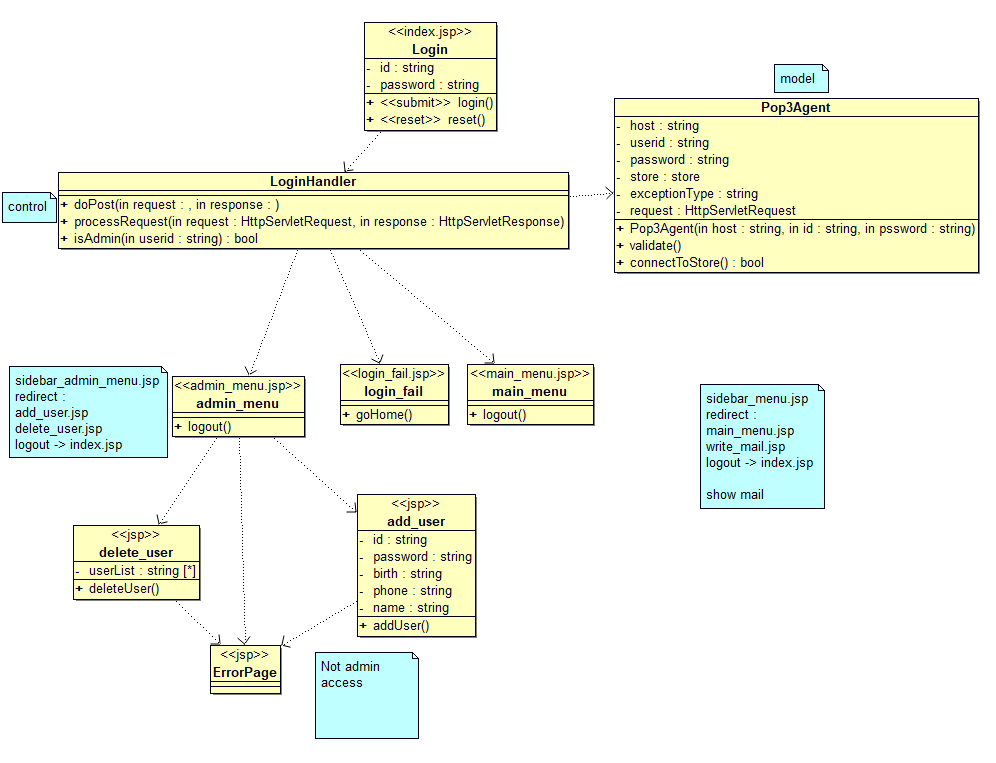 <<index.jsp>>
Login
- id : string
- password : string
+ <<submit>> login()
+ <<reset>> reset()
model
Pop3Agent
- host : string
- userid : string
- password : string
- store : store
- exceptionType : string
- request : HttpServletRequest
+ Pop3Agent(in host : string, in id : string, in pssword : string)
+ validate()
+ connectToStore() : bool
control
LoginHandler
+ doPost(in request : , in response : )
+ processRequest(in request : HttpServletRequest, in response : HttpServletResponse)
+ isAdmin(in userid : string) : bool
sidebar_admin_menu.jsp
redirect :
add_user.jsp
delete_user.jsp
logout -> index.jsp
<<admin_menu.jsp>>
admin_menu
+ logout()
<<login_fail.jsp>>
login_fail
+ goHome()
<<main_menu.jsp>>
main_menu
+ logout()
sidebar_menu.jsp
redirect :
main_menu.jsp
write_mail.jsp
logout -> index.jsp
show mail
<<jsp>>
delete_user
- userList : string [*]
+ deleteUser()
<<jsp>>
add_user
- id : string
- password : string
- birth : string
- phone : string
- name : string
+ addUser()
<<jsp>>
ErrorPage
Not admin
access